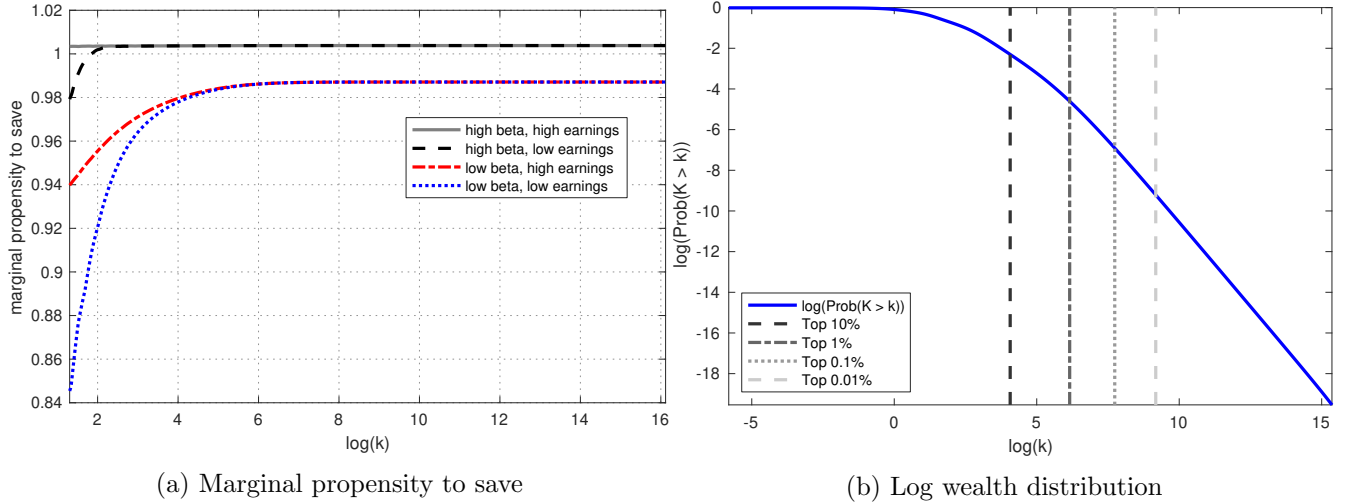 marginal propensity to save
1
0.98
0.96
0.94
0.92
0.9
0.88
0.86
0.84
high beta, high earnings
high beta, low earnings
low beta, high earnings
low beta, low earnings
2 4 6 8 10 12 14 16
log(k)
(a) Marginal propensity to save
log(Prob(K > k))
0
-2
-4
-6
-8
-10
-12
-14
-16
-18
log(Prob(K > k))
Top 10%
Top 1%
Top 0.1%
Top 0.01%
-5 0 5 10 15
log(k)
(b) Log wealth distribution